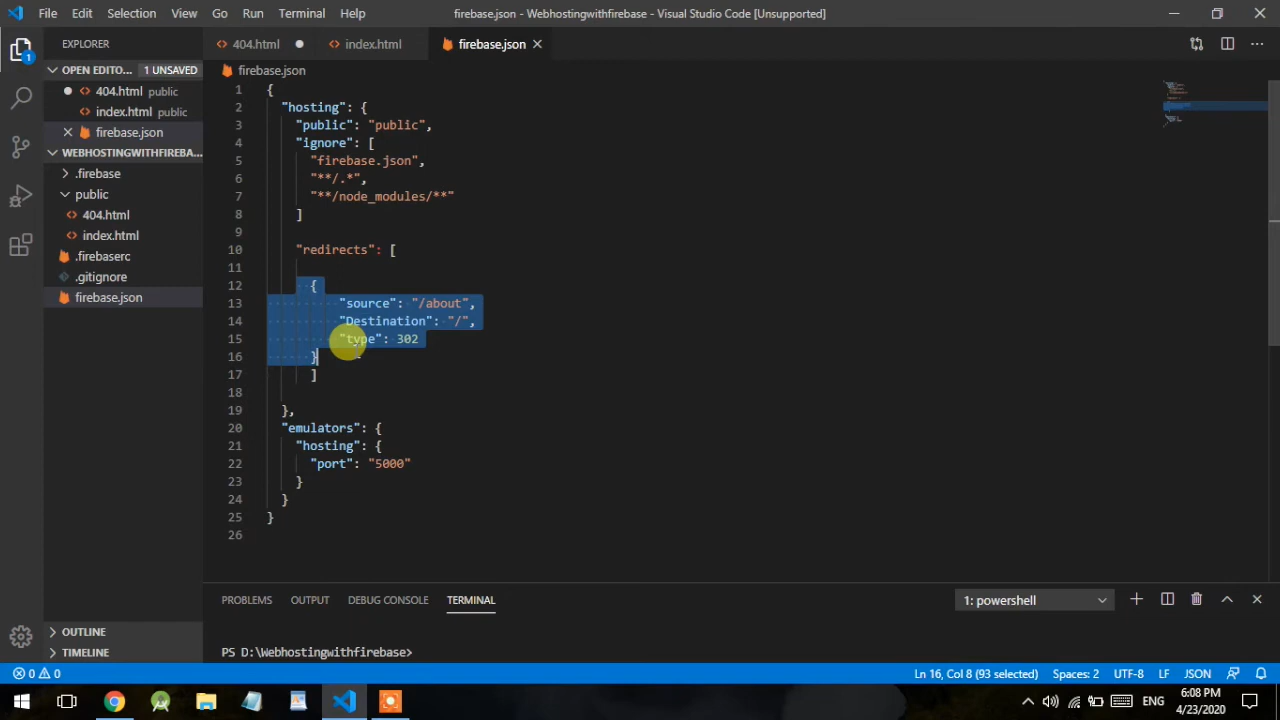 File Edit Selection View Go Run Terminal Help
firebase.json - Webhostingwithfirebase - Visual Studio Code [Unsupported]
EXPLORER
404.html
index.html
firebase.json
OPEN EDITO... 1 UNSAVED
404.html public
index.html public
firebase.json
WEBHOSTINGWITHFIREBA...
.firebase
public
404.html
index.html
.firebaserc
.gitignore
firebase.json
OUTLINE
TIMELINE
firebase.json
1 {
2 "hosting": {
3 "public": "public",
4 "ignore": [
5 "firebase.json",
6 "**/.*",
7 "**/node_modules/**"
8 ]
9
10 "redirects": [
11
12 {
13 "source": "/about",
14 "Destination": "/",
15 "type": 302
16 }
17 ]
18
19 },
20 "emulators": {
21 "hosting": {
22 "port": "5000"
23 }
24 }
25 }
26
PROBLEMS OUTPUT DEBUG CONSOLE TERMINAL
1: powershell
PS D:\Webhostingwithfirebase>
0 0
Ln 16, Col 8 (93 selected) Spaces: 2 UTF-8 LF JSON
ENG
6:08 PM
4/23/2020